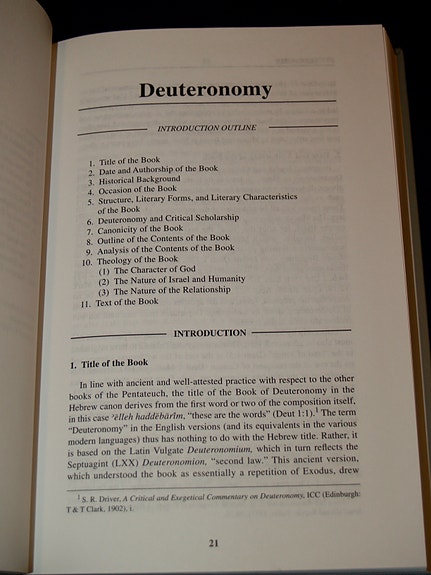 Deuteronomy
INTRODUCTION OUTLINE
1. Title of the Book
2. Date and Authorship of the Book
3. Historical Background
4. Occasion of the Book
5. Structure, Literary Forms, and Literary Characteristics
of the Book
6. Deuteronomy and Critical Scholarship
7. Canonicity of the Book
8. Outline of the Contents of the Book
9. Analysis of the Contents of the Book
10. Theology of the Book
(1) The Character of God
(2) The Nature of Israel and Humanity
(3) The Nature of the Relationship
11. Text of the Book
INTRODUCTION
1. Title of the Book
In line with ancient and well-attested practice with respect to the other
books of the Pentateuch, the title of the Book of Deuteronomy in the
Hebrew canon derives from the first word or two of the composition itself,
in this case ʾēlleh haddĕbārîm, “these are the words” (Deut 1:1).¹ The term
“Deuteronomy” in the English versions (and its equivalents in the various
modern languages) thus has nothing to do with the Hebrew title. Rather, it
is based on the Latin Vulgate Deuteronomium, which in turn reflects the
Septuagint (LXX) Deuteronomion, “second law.” This ancient version,
which understood the book as essentially a repetition of Exodus, drew
¹ S. R. Driver, A Critical and Exegetical Commentary on Deuteronomy, ICC (Edinburgh:
T & T Clark, 1902), i.
21